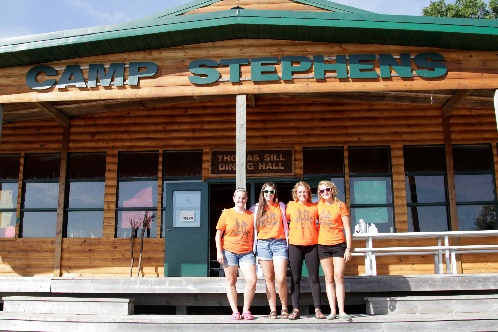 CAMP STEPHENS
THOMAS SILL
DINING HALL